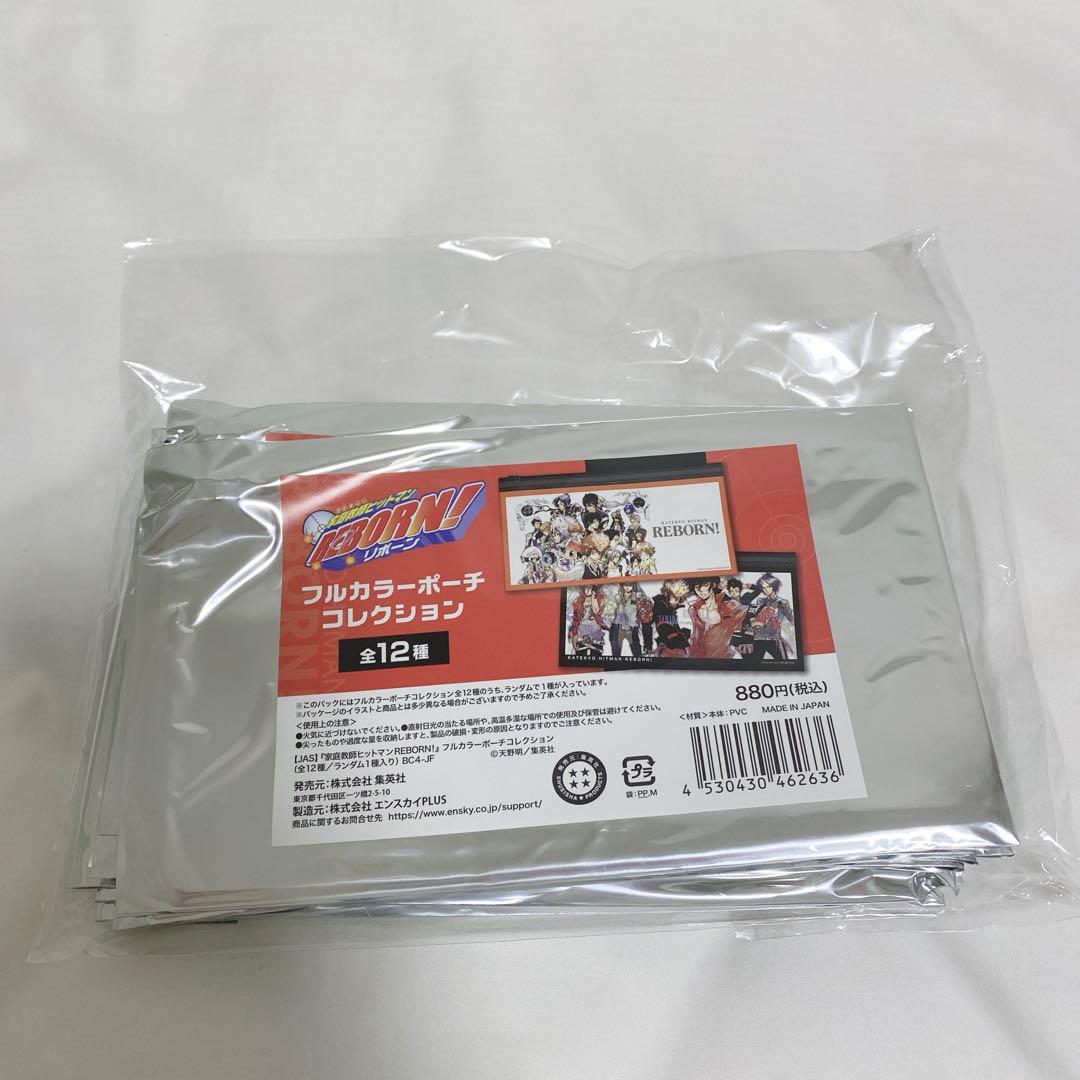 家庭教師ヒットマン
REBORN!
リボーン
フルカラーポーチ
コレクション
全12種
KATEKYO HITMAN
REBORN!
KATEKYO HITMAN REBORN!
※このパックにはフルカラーポーチコレクション全12種のうち、ランダムで1種が入っています。
※パッケージのイラストと商品とは多少異なる場合がございますので予めご了承ください。
<使用上の注意>
●火気に近づけないでください。●直射日光の当たる場所や、高温多湿な場所での使用及び保管は避けてください。
●尖ったものや過度な量を収納しますと、製品の破損・変形の原因となりますのでご注意ください。
【JAS】『家庭教師ヒットマンREBORN!』フルカラーポーチコレクション
(全12種/ランダム1種入り) BC4-JF
©天野明/集英社
発売元:株式会社 集英社
東京都千代田区一ツ橋2-5-10
製造元:株式会社 エンスカイPLUS
商品に関するお問合せ先 https://www.ensky.co.jp/support/
発売元:集英社
SHUEISHA PRODUCTS
プラ
袋:PP,M
880円(税込)
<材質>本体:PVC MADE IN JAPAN
4 530430 462636